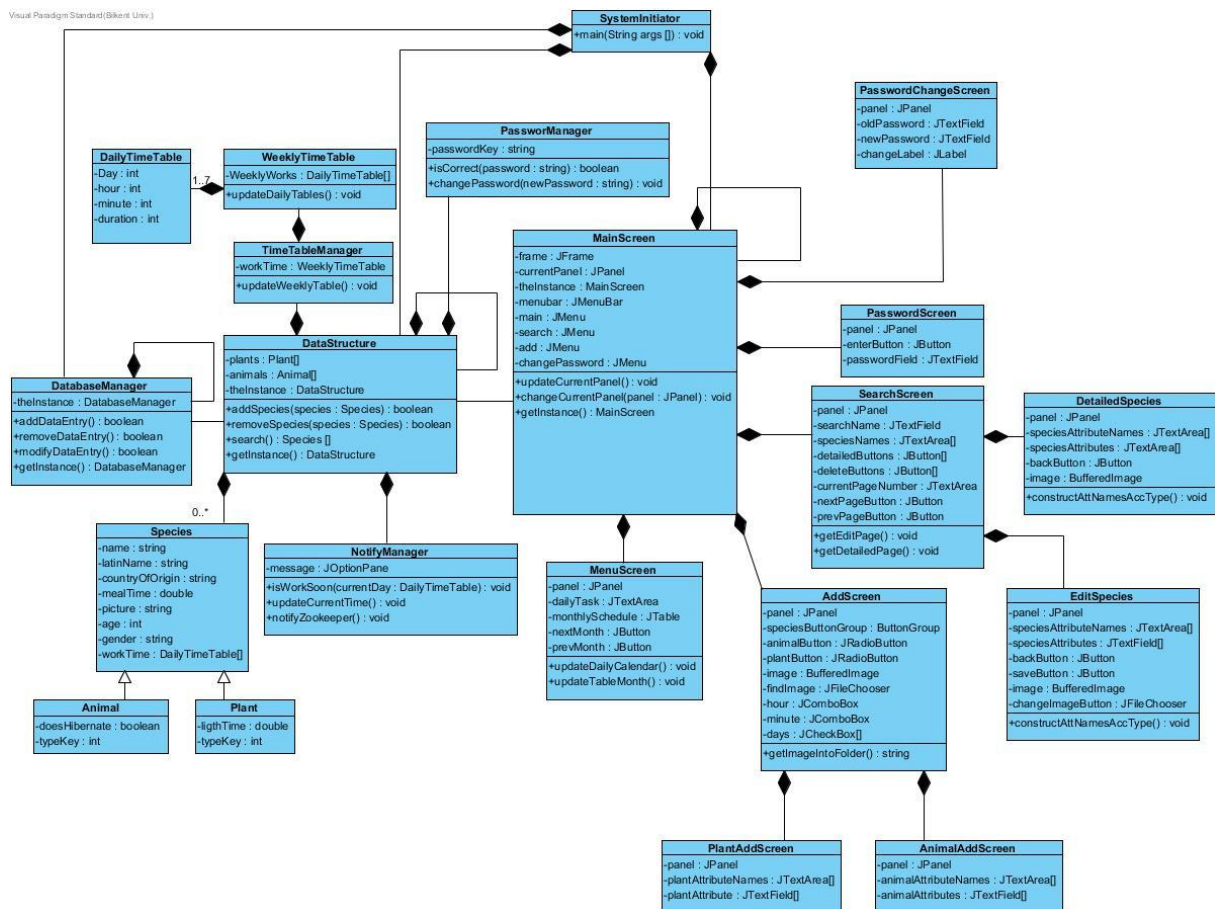 Visual Paradigm Standard(Bilkent Univ.)
SystemInitiator
+main(String args []) : void
PasswordChangeScreen
-panel : JPanel
-oldPassword : JTextField
-newPassword : JTextField
-changeLabel : JLabel
PassworManager
-passwordKey : string
+isCorrect(password : string) : boolean
+changePassword(newPassword : string) : void
DailyTimeTable
-Day : int
-hour : int
-minute : int
-duration : int
1..7
WeeklyTimeTable
-WeeklyWorks : DailyTimeTable[]
+updateDailyTables() : void
TimeTableManager
-workTime : WeeklyTimeTable
+updateWeeklyTable() : void
MainScreen
-frame : JFrame
-currentPanel : JPanel
-theInstance : MainScreen
-menubar : JMenuBar
-main : JMenu
-search : JMenu
-add : JMenu
-changePassword : JMenu
+updateCurrentPanel() : void
+changeCurrentPanel(panel : JPanel) : void
+getInstance() : MainScreen
PasswordScreen
-panel : JPanel
-enterButton : JButton
-passwordField : JTextField
DataStructure
-plants : Plant[]
-animals : Animal[]
-theInstance : DataStructure
+addSpecies(species : Species) : boolean
+removeSpecies(species : Species) : boolean
+search() : Species []
+getInstance() : DataStructure
DatabaseManager
-theInstance : DatabaseManager
+addDataEntry() : boolean
+removeDataEntry() : boolean
+modifyDataEntry() : boolean
+getInstance() : DatabaseManager
SearchScreen
-panel : JPanel
-searchName : JTextField
-speciesNames : JTextArea[]
-detailedButtons : JButton[]
-deleteButtons : JButton[]
-currentPageNumber : JTextArea
-nextPageButton : JButton
-prevPageButton : JButton
+getEditPage() : void
+getDetailedPage() : void
DetailedSpecies
-panel : JPanel
-speciesAttributeNames : JTextArea[]
-speciesAttributes : JTextArea[]
-backButton : JButton
-image : BufferedImage
+constructAttNamesAccType() : void
0..*
Species
-name : string
-latinName : string
-countryOfOrigin : string
-mealTime : double
-picture : string
-age : int
-gender : string
-workTime : DailyTimeTable[]
NotifyManager
-message : JOptionPane
+isWorkSoon(currentDay : DailyTimeTable) : void
+updateCurrentTime() : void
+notifyZookeeper() : void
MenuScreen
-panel : JPanel
-dailyTask : JTextArea
-monthlySchedule : JTable
-nextMonth : JButton
-prevMonth : JButton
+updateDailyCalendar() : void
+updateTableMonth() : void
AddScreen
-panel : JPanel
-speciesButtonGroup : ButtonGroup
-animalButton : JRadioButton
-plantButton : JRadioButton
-image : BufferedImage
-findImage : JFileChooser
-hour : JComboBox
-minute : JComboBox
-days : JCheckBox[]
+getImageIntoFolder() : string
EditSpecies
-panel : JPanel
-speciesAttributeNames : JTextArea[]
-speciesAttributes : JTextField[]
-backButton : JButton
-saveButton : JButton
-image : BufferedImage
-changeImageButton : JFileChooser
+constructAttNamesAccType() : void
Animal
-doesHibernate : boolean
-typeKey : int
Plant
-ligthTime : double
-typeKey : int
PlantAddScreen
-panel : JPanel
-plantAttributeNames : JTextArea[]
-plantAttribute : JTextField[]
AnimalAddScreen
-panel : JPanel
-animalAttributeNames : JTextArea[]
-animalAttributes : JTextField[]